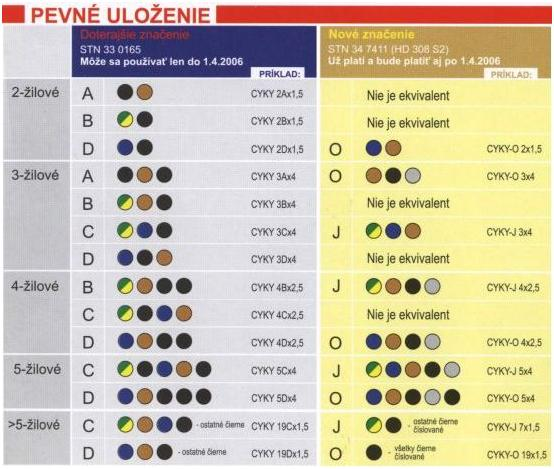 PEVNÉ ULOŽENIE
Doterajšie značenie
STN 33 0165
Môže sa používať len do 1.4.2006
PRÍKLAD:
Nové značenie
STN 34 7411 (HD 308 S2)
Už platí a bude platiť aj po 1.4.2006
PRÍKLAD:
2-žilové A CYKY 2Ax1,5 Nie je ekvivalent
B CYKY 2Bx1,5 Nie je ekvivalent
D CYKY 2Dx1,5 O CYKY-O 2x1,5
3-žilové A CYKY 3Ax4 O CYKY-O 3x4
B CYKY 3Bx4 Nie je ekvivalent
C CYKY 3Cx4 J CYKY-J 3x4
D CYKY 3Dx4 Nie je ekvivalent
4-žilové B CYKY 4Bx2,5 J CYKY-J 4x2,5
C CYKY 4Cx2,5 Nie je ekvivalent
D CYKY 4Dx2,5 O CYKY-O 4x2,5
5-žilové C CYKY 5Cx4 J CYKY-J 5x4
D CYKY 5Dx4 O CYKY-O 5x4
>5-žilové C - ostatné čierne CYKY 19Cx1,5 J - ostatné čierne číslované CYKY-J 7x1,5
D - ostatné čierne CYKY 19Dx1,5 O - všetky čierne číslované CYKY-O 19x1,5